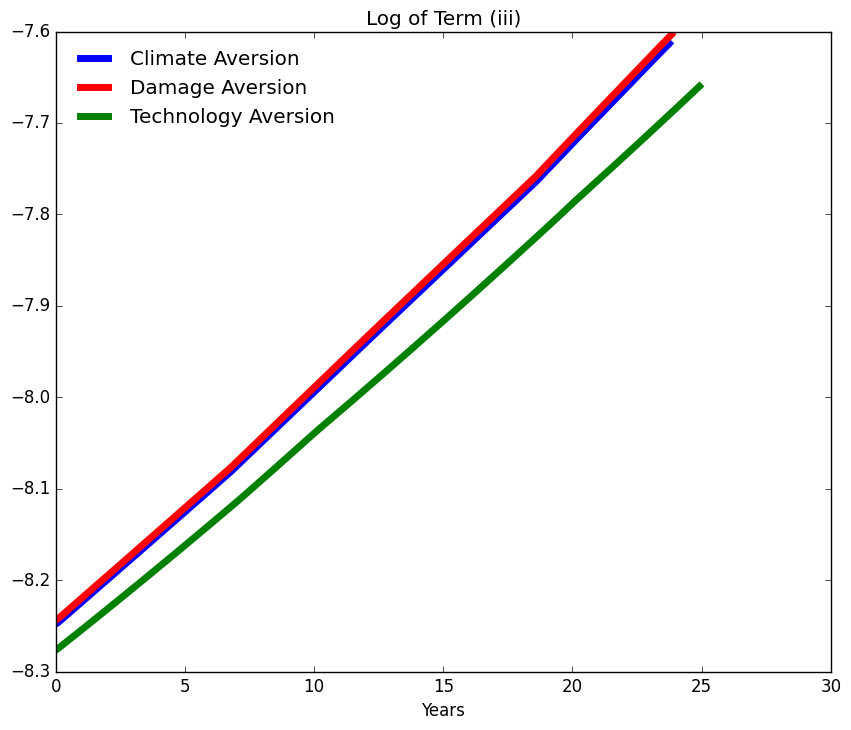 Log of Term (iii)
−7.6
−7.7
−7.8
−7.9
−8.0
−8.1
−8.2
−8.3
Climate Aversion
Damage Aversion
Technology Aversion
0 5 10 15 20 25 30
Years